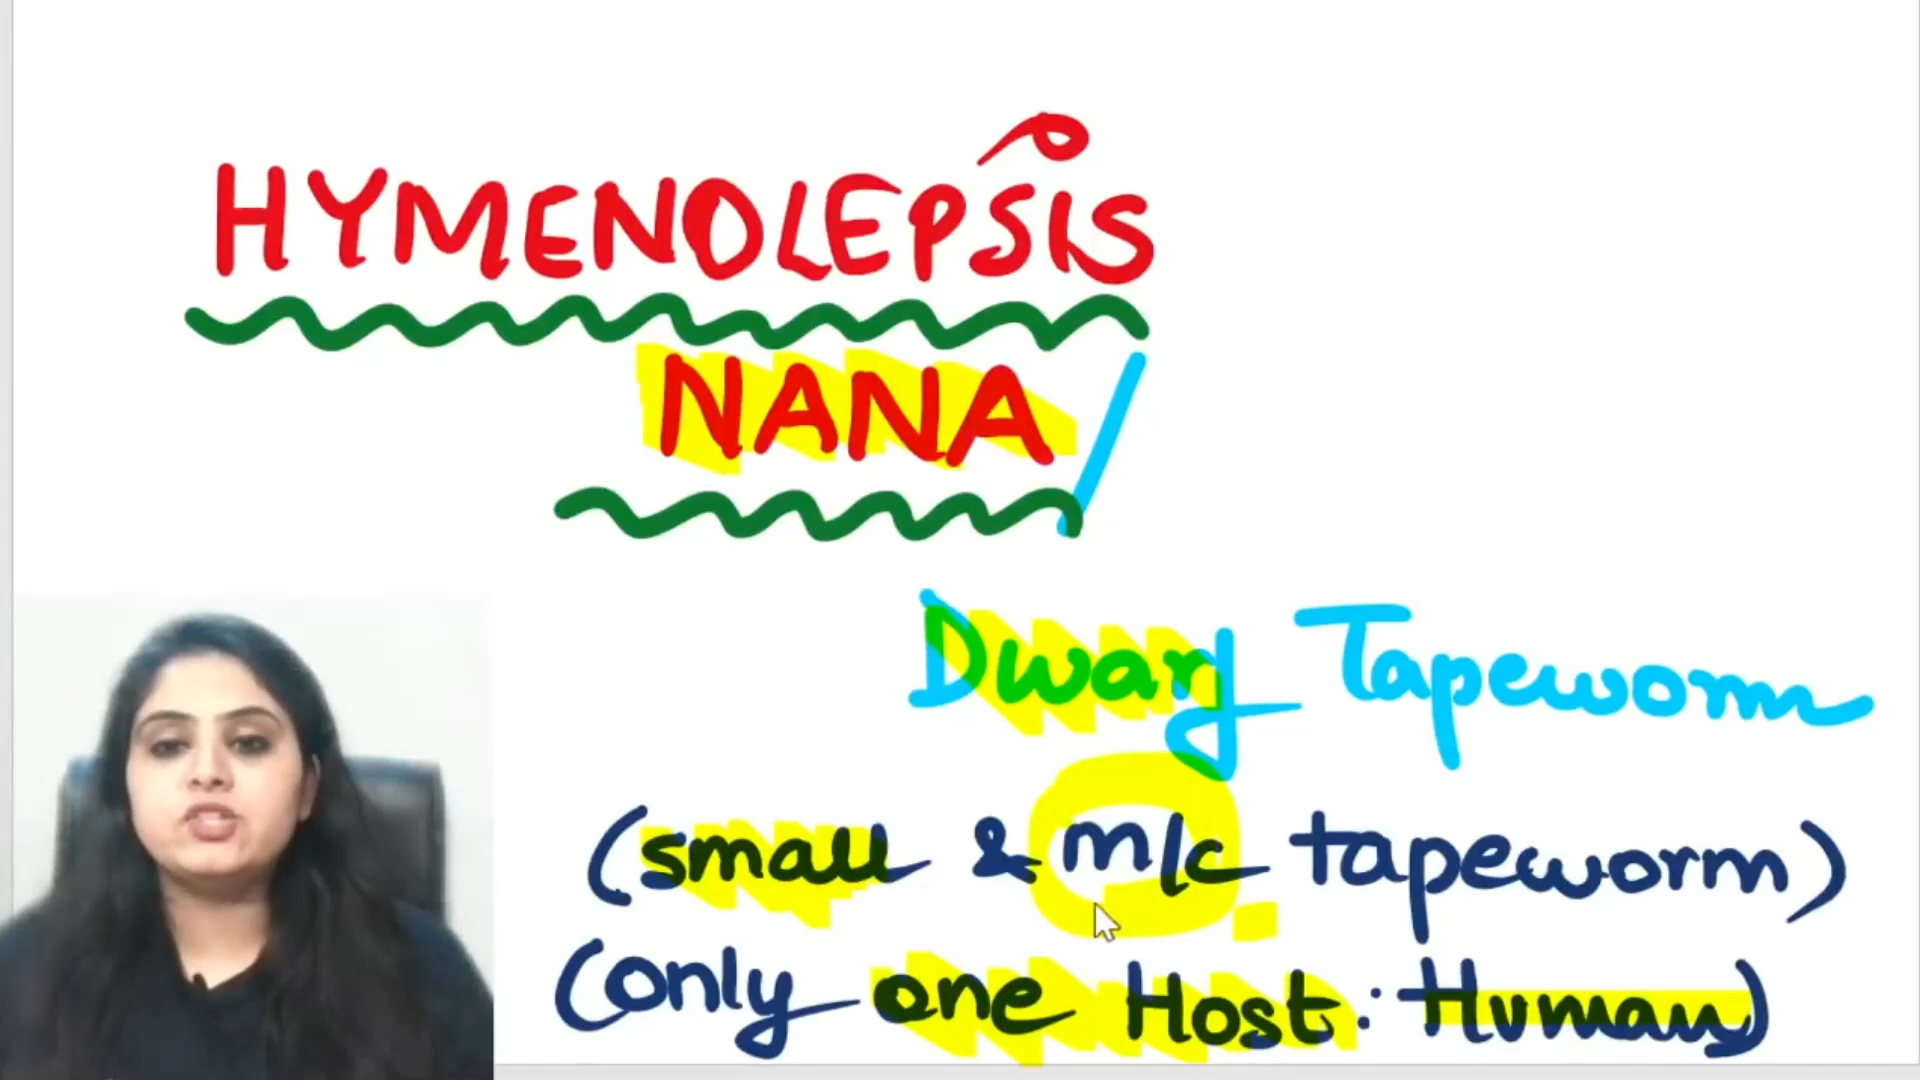 HYMENOLEPSIS
NANA
Dwarf Tapeworm
(small & m/c tapeworm)
(only one Host: Human)